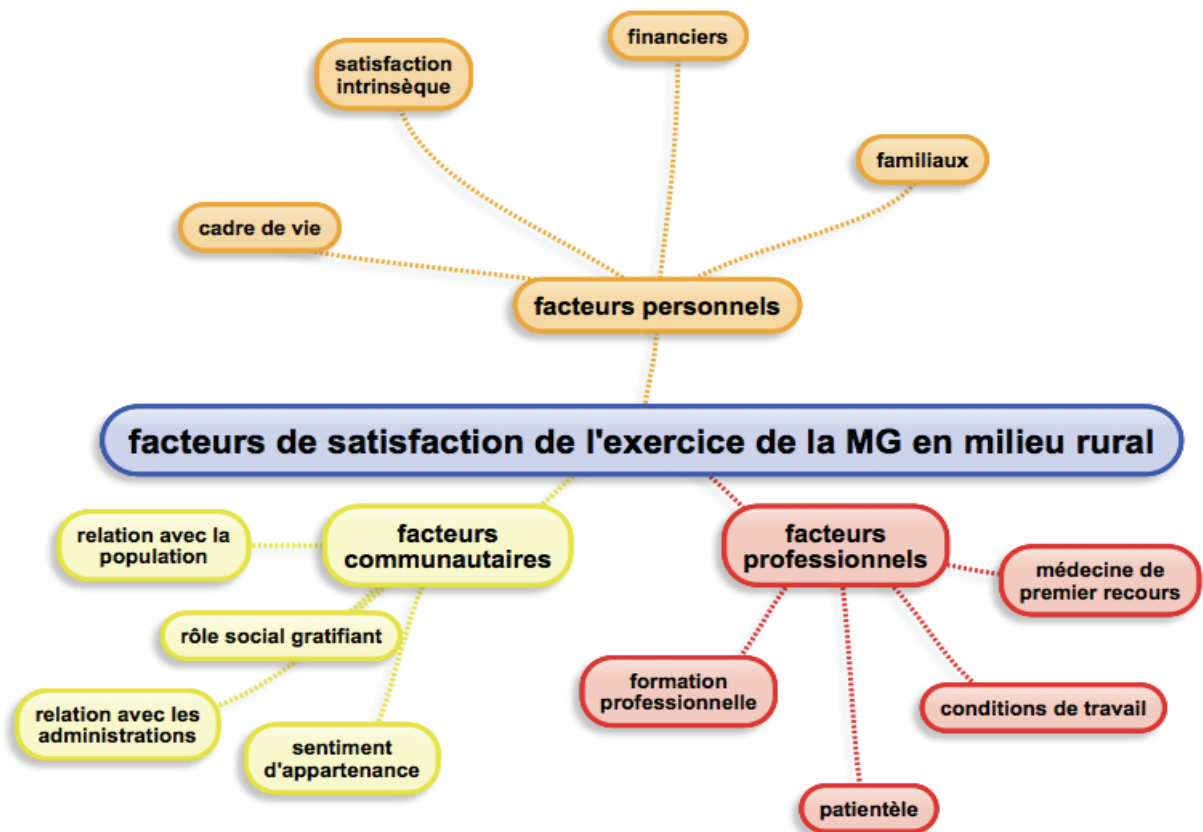 financiers
satisfaction
intrinsèque
familiaux
cadre de vie
facteurs personnels
facteurs de satisfaction de l'exercice de la MG en milieu rural
facteurs
communautaires
relation avec la
population
rôle social gratifiant
relation avec les
administrations
sentiment
d'appartenance
facteurs
professionnels
médecine de
premier recours
formation
professionnelle
conditions de travail
patientèle